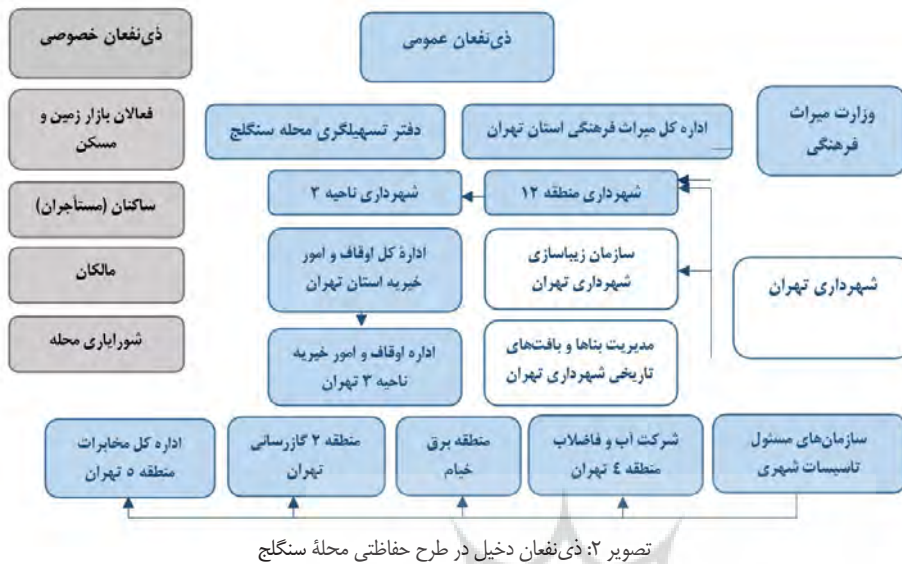 ذی‌نفعان عمومی
ذی‌نفعان خصوصی
وزارت میراث
فرهنگی
اداره کل میراث فرهنگی استان تهران
دفتر تسهیلگری محله سنگلج
فعالان بازار زمین و
مسکن
شهرداری منطقه ۱۲
شهرداری ناحیه ۲
ساکنان (مستأجران)
شهرداری تهران
سازمان زیباسازی
شهرداری تهران
ادارهٔ کل اوقاف و امور
خیریه استان تهران
مالکان
مدیریت بناها و بافت‌های
تاریخی شهرداری تهران
اداره اوقاف و امور خیریه
ناحیه ۳ تهران
شورایاری محله
سازمان‌های مسئول
تاسیسات شهری
شرکت آب و فاضلاب
منطقه ٤ تهران
منطقه برق
خیام
منطقه ۲ گازرسانی
تهران
اداره کل مخابرات
منطقه ٥ تهران
تصویر ۲: ذی‌نفعان دخیل در طرح حفاظتی محلهٔ سنگلج